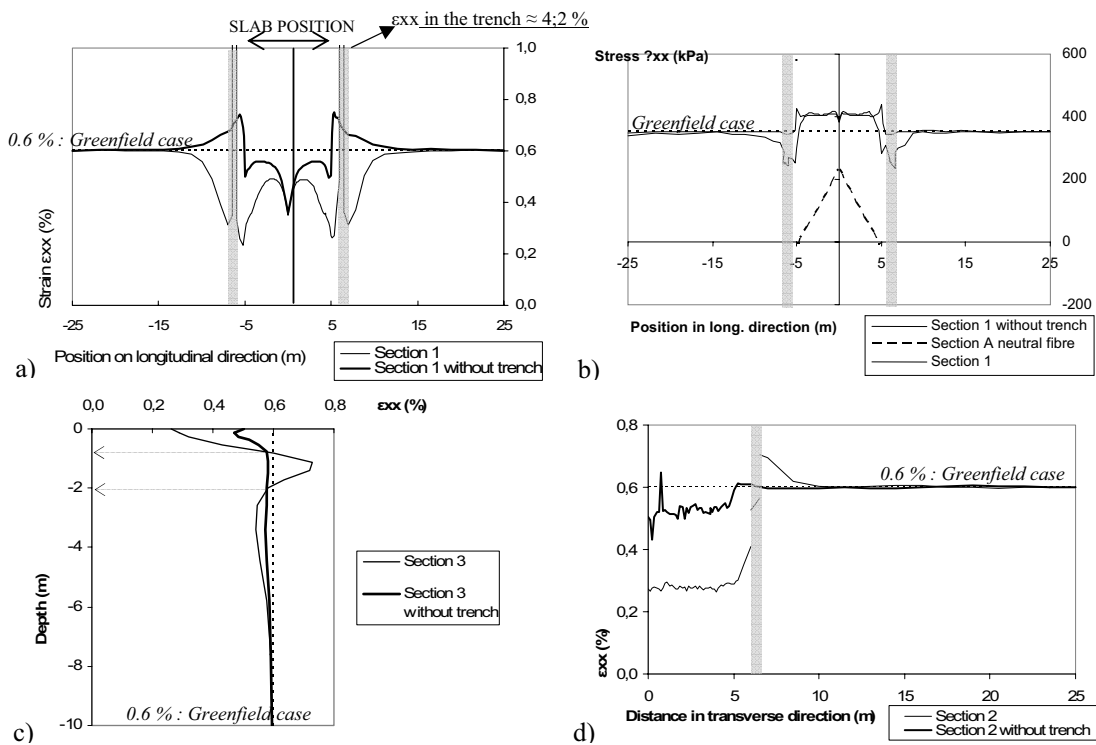 SLAB POSITION
εxx in the trench ≈ 4;2 %
1,0
0,8
0.6 % : Greenfield case
0,6
0,4
0,2
0,0
Strain εxx (%)
-25
-15
-5
5
15
25
Position on longitudinal direction (m)
Section 1
Section 1 without trench
a)
Stress ?xx (kPa)
600
Greenfield case
400
200
0
-200
-25
-15
-5
5
15
25
Position in long. direction (m)
Section 1 without trench
Section A neutral fibre
Section 1
b)
0,0
0,2
0,4
0,6
0,8
εxx (%)
0
-2
-4
-6
-8
-10
Depth (m)
Section 3
Section 3
without trench
0.6 % : Greenfield case
c)
0,8
0.6 % : Greenfield case
0,6
0,4
0,2
0,0
εxx (%)
0
5
10
15
20
25
Distance in transverse direction (m)
Section 2
Section 2 without trench
d)